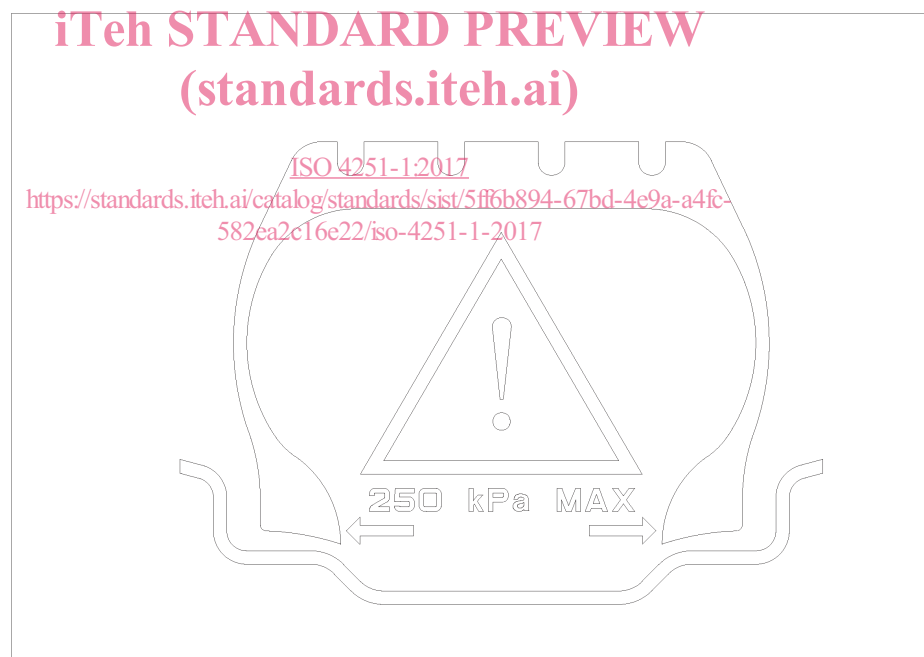 iTeh STANDARD PREVIEW
(standards.iteh.ai)
ISO 4251-1:2017
https://standards.iteh.ai/catalog/standards/sist/5ff6b894-67bd-4e9a-a4fc-
582ea2c16e22/iso-4251-1-2017
!
250 kPa MAX